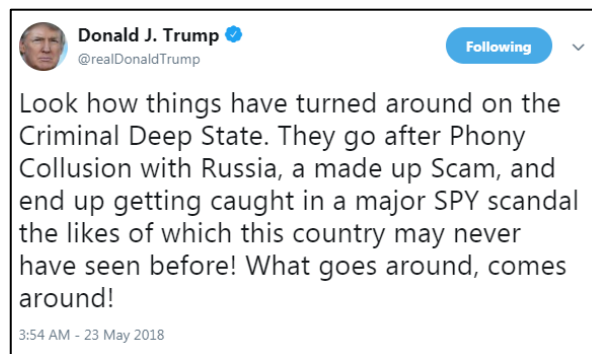 Donald J. Trump
@realDonaldTrump
Following
Look how things have turned around on the
Criminal Deep State. They go after Phony
Collusion with Russia, a made up Scam, and
end up getting caught in a major SPY scandal
the likes of which this country may never
have seen before! What goes around, comes
around!
3:54 AM - 23 May 2018